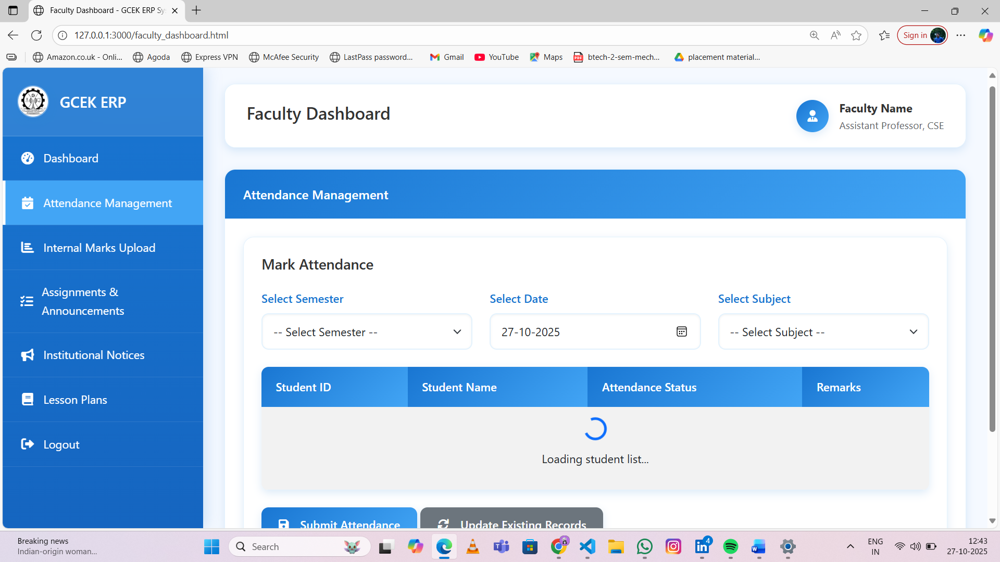 Faculty Dashboard - GCEK ERP Sy
127.0.0.1:3000/faculty_dashboard.html
Sign in
Amazon.co.uk - Onli...
Agoda
Express VPN
McAfee Security
LastPass password...
Gmail
YouTube
Maps
PDF
btech-2-sem-mech...
placement material...
GCEK ERP
Dashboard
Attendance Management
Internal Marks Upload
Assignments &
Announcements
Institutional Notices
Lesson Plans
Logout
Faculty Dashboard
Faculty Name
Assistant Professor, CSE
Attendance Management
Mark Attendance
Select Semester
Select Date
Select Subject
-- Select Semester --
27-10-2025
-- Select Subject --
Student ID
Student Name
Attendance Status
Remarks
Loading student list...
Submit Attendance
Update Existing Records
Breaking news
Indian-origin woman...
Search
4
ENG
IN
12:43
27-10-2025